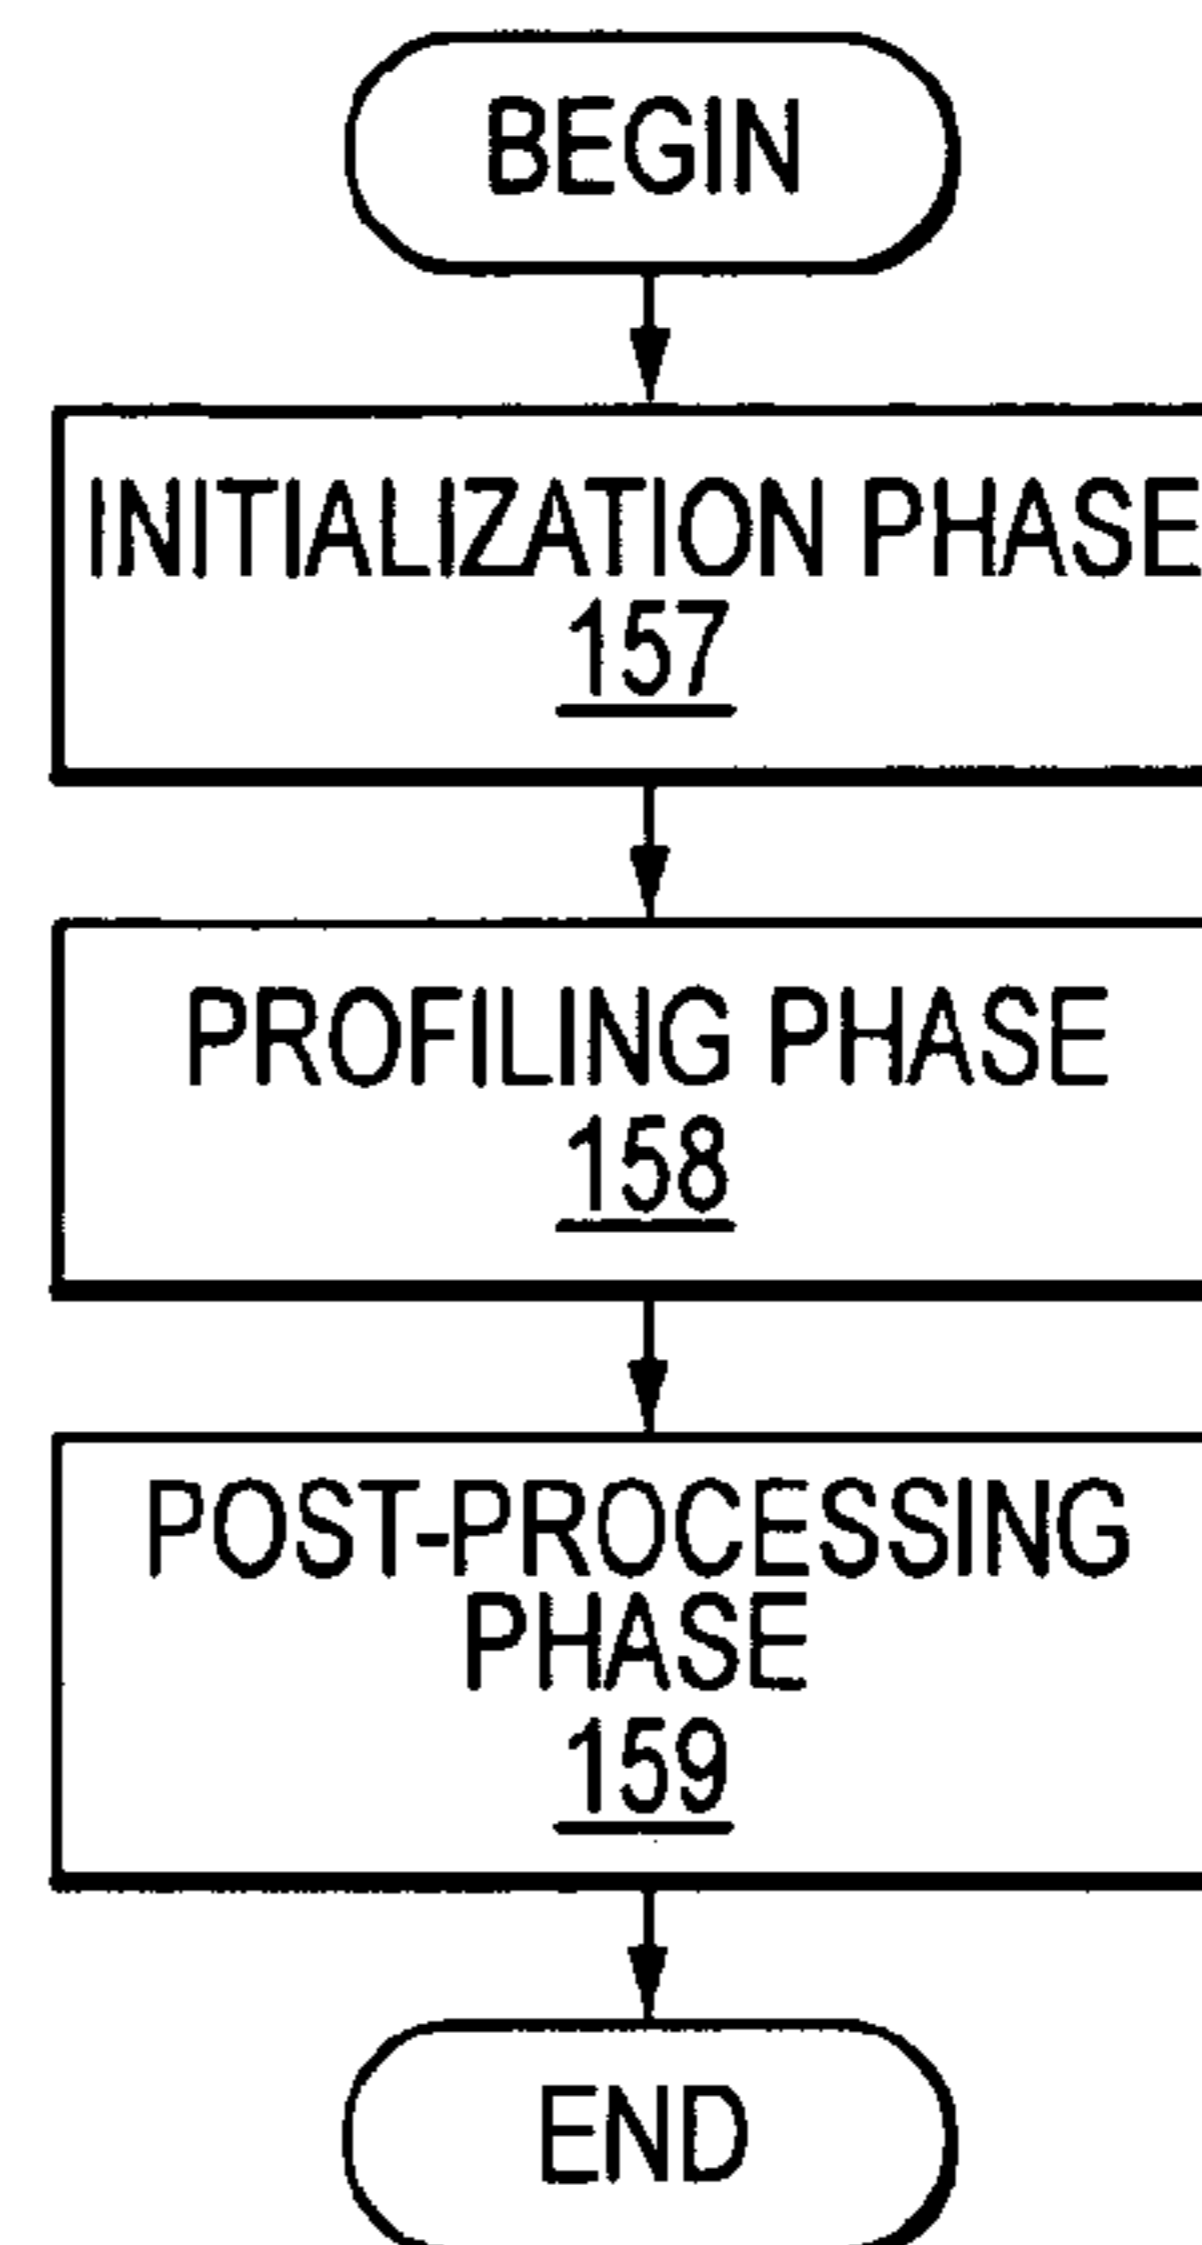 BEGIN
INITIALIZATION PHASE
157
PROFILING PHASE
158
POST-PROCESSING
PHASE
159
END